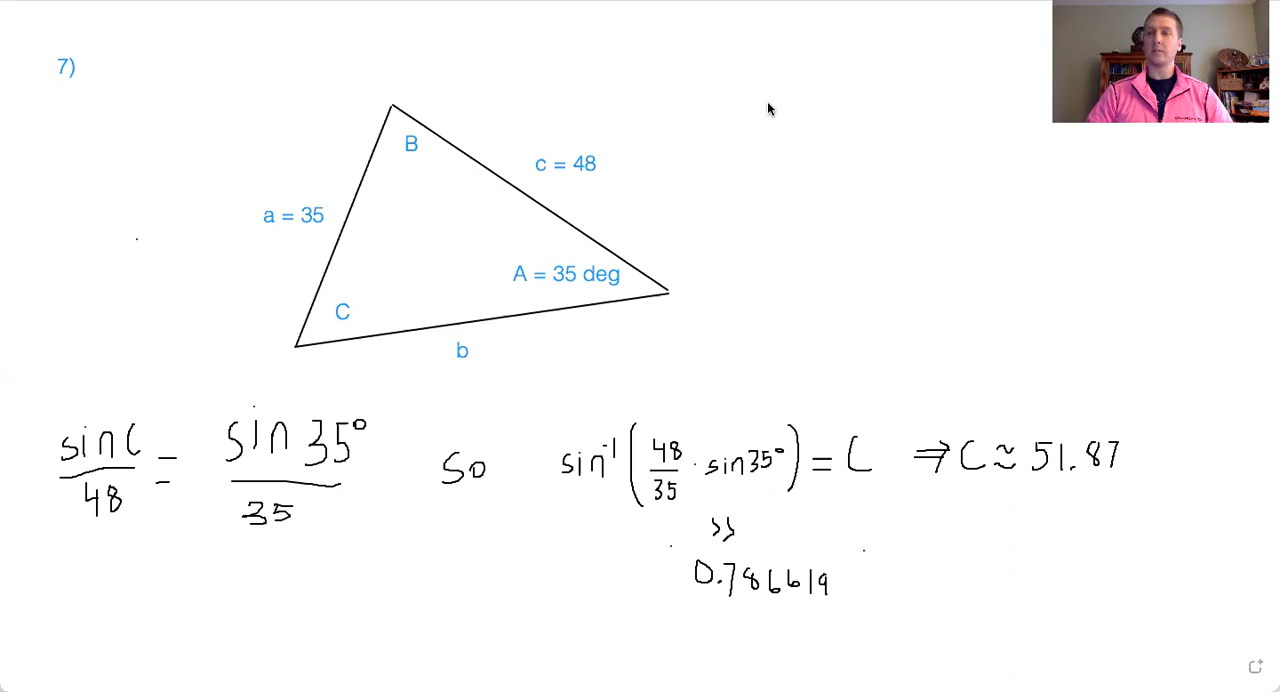 7)
B
c = 48
a = 35
A = 35 deg
C
b
sin C / 48 = sin 35° / 35 so sin⁻¹ ( 48/35 · sin 35° ) = C ⇒ C ≈ 51.87
≈
0.786619